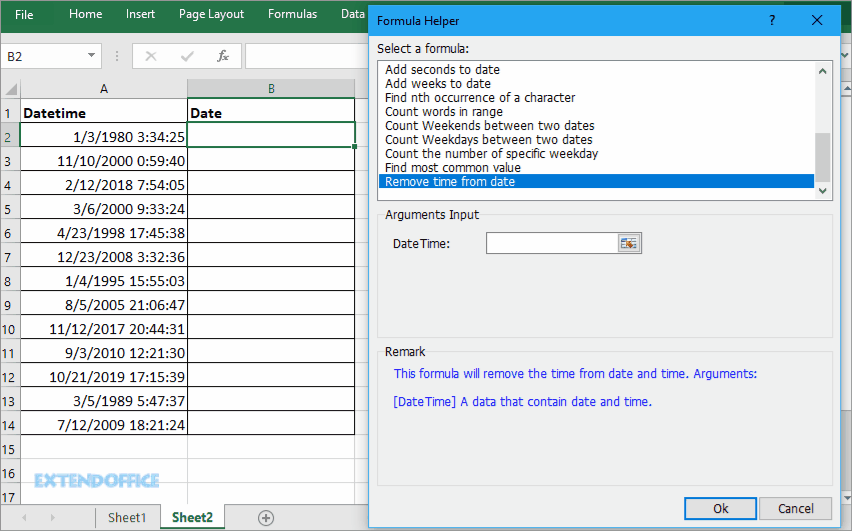 File Home Insert Page Layout Formulas Data
B2 fx
A B
1 Datetime Date
2 1/3/1980 3:34:25
3 11/10/2000 0:59:40
4 2/12/2018 7:54:05
5 3/6/2000 9:33:24
6 4/23/1998 17:45:38
7 12/23/2008 3:32:36
8 1/4/1995 15:55:03
9 8/5/2005 21:06:47
10 11/12/2017 20:44:31
11 9/3/2010 12:21:30
12 10/21/2019 17:15:39
13 3/5/1989 5:47:37
14 7/12/2009 18:21:24
15
16
17
EXTENDOFFICE
Sheet1 Sheet2
Formula Helper ?
Select a formula:
Add seconds to date
Add weeks to date
Find nth occurrence of a character
Count words in range
Count Weekends between two dates
Count Weekdays between two dates
Count the number of specific weekday
Find most common value
Remove time from date
Arguments Input
DateTime:
Remark
This formula will remove the time from date and time. Arguments:
[DateTime] A data that contain date and time.
Ok Cancel